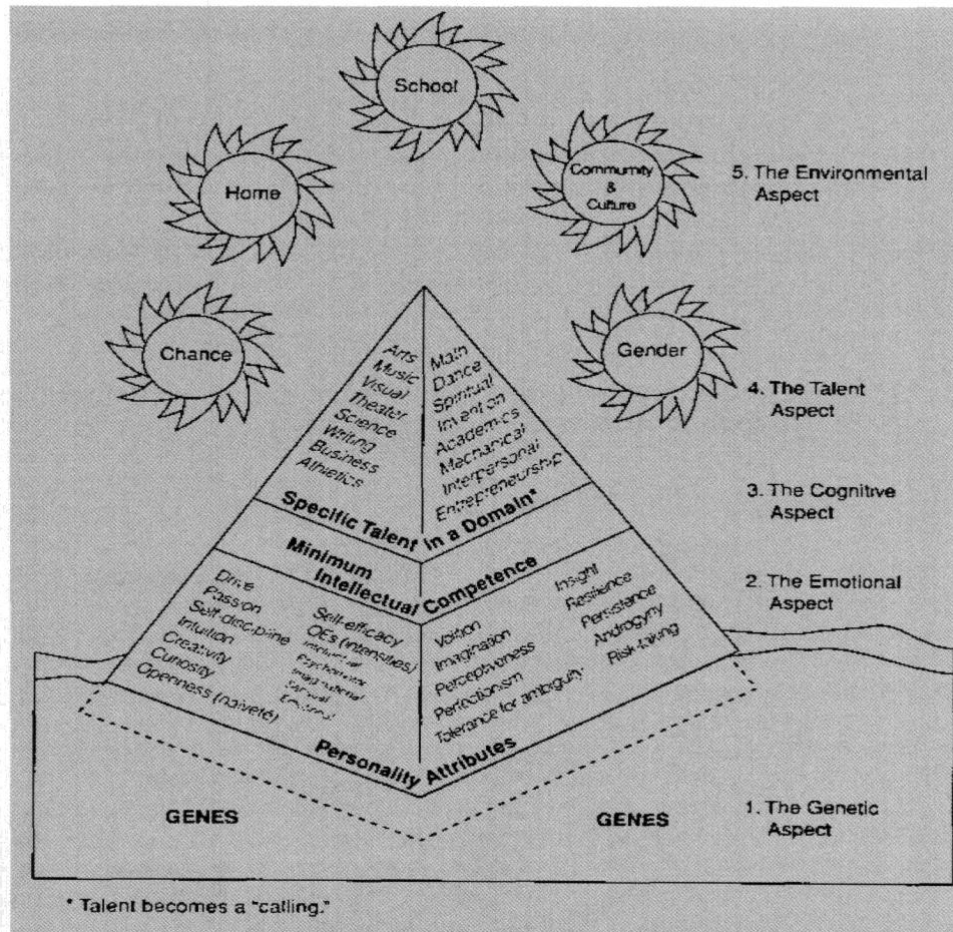 School
Home
Community
&
Culture
5. The Environmental
Aspect
Chance
Gender
Arts
Music
Visual
Theater
Science
Writing
Business
Athletics
Math
Dance
Spiritual
Invention
Academics
Mechanical
Interpersonal
Entrepreneurship
4. The Talent
Aspect
Specific Talent in a Domain*
3. The Cognitive
Aspect
Minimum
Intellectual Competence
2. The Emotional
Aspect
Drive
Passion
Self-discipline
Intuition
Creativity
Curiosity
Openness (naiveté)
Self-efficacy
OEs (intensities)
Imaginational
Volition
Imagination
Perceptiveness
Perfectionism
Tolerance for ambiguity
Insight
Resilience
Persistence
Androgyny
Risk-taking
Personality Attributes
GENES
GENES
1. The Genetic
Aspect
* Talent becomes a "calling."